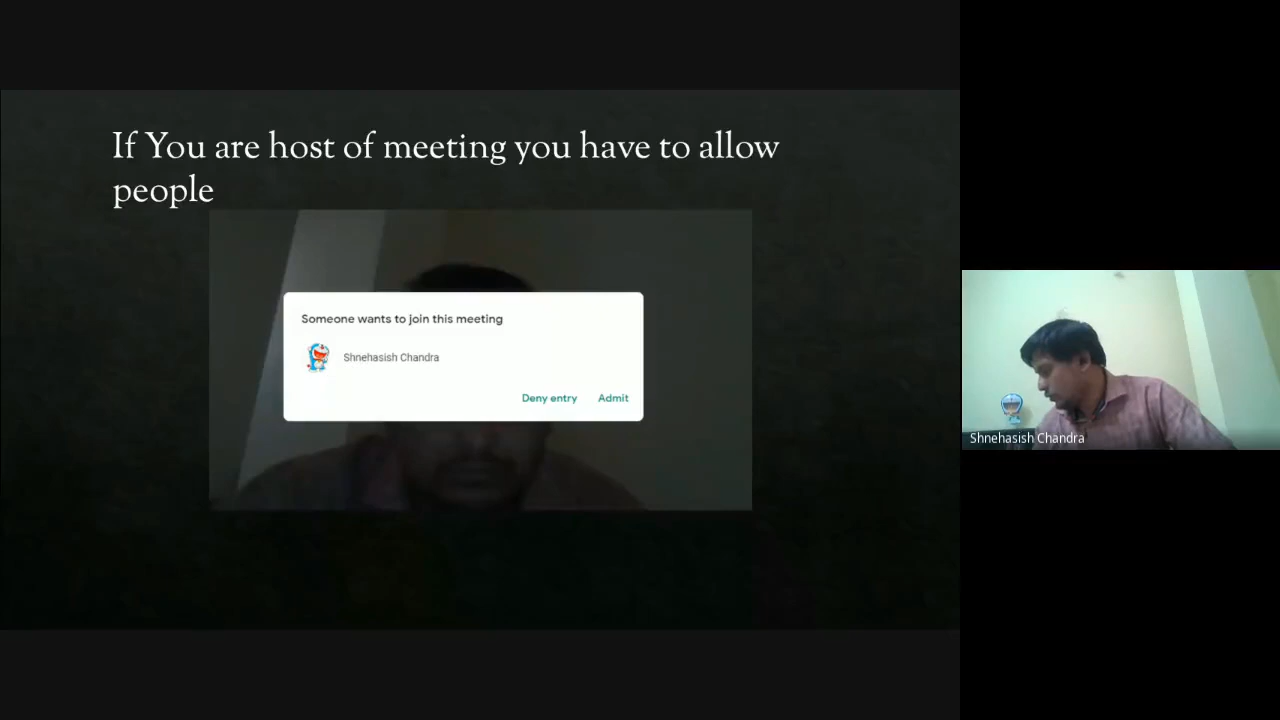 If You are host of meeting you have to allow
people
Someone wants to join this meeting
Shnehasish Chandra
Deny entry Admit
Shnehasish Chandra